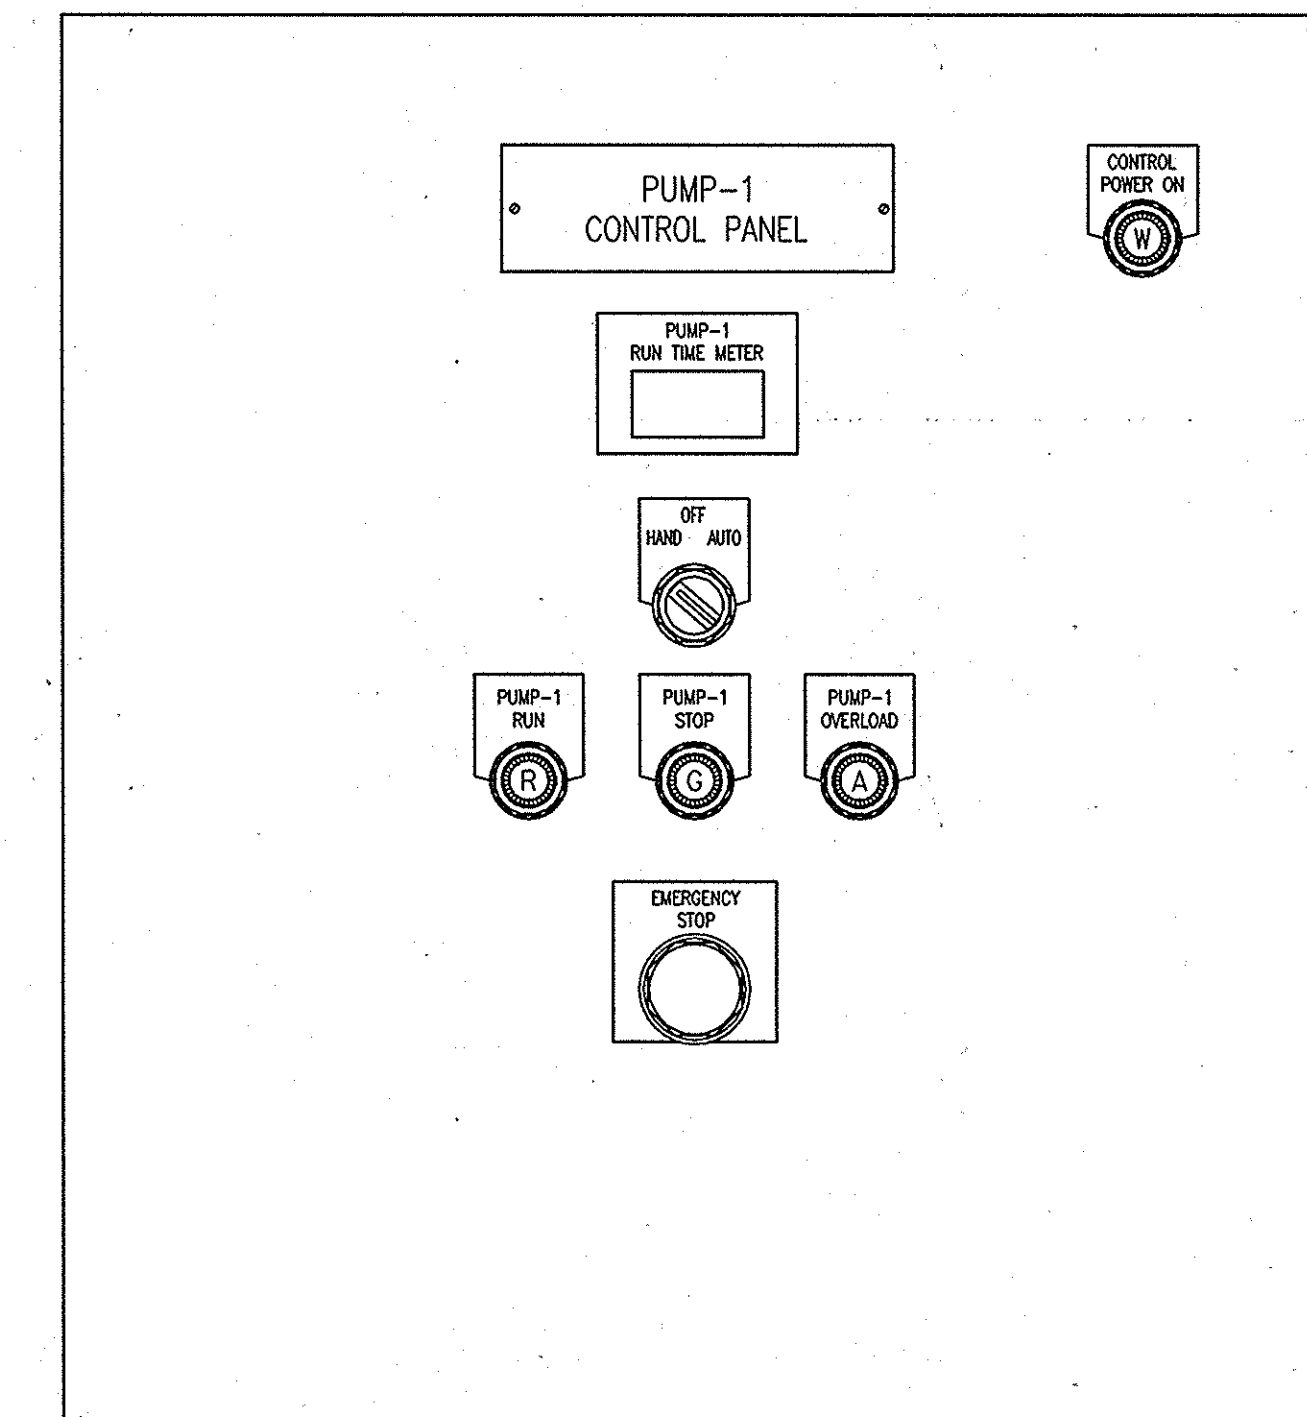 PUMP-1
CONTROL PANEL
CONTROL
POWER ON
W
PUMP-1
RUN TIME METER
OFF
HAND AUTO
PUMP-1
RUN
R
PUMP-1
STOP
G
PUMP-1
OVERLOAD
A
EMERGENCY
STOP